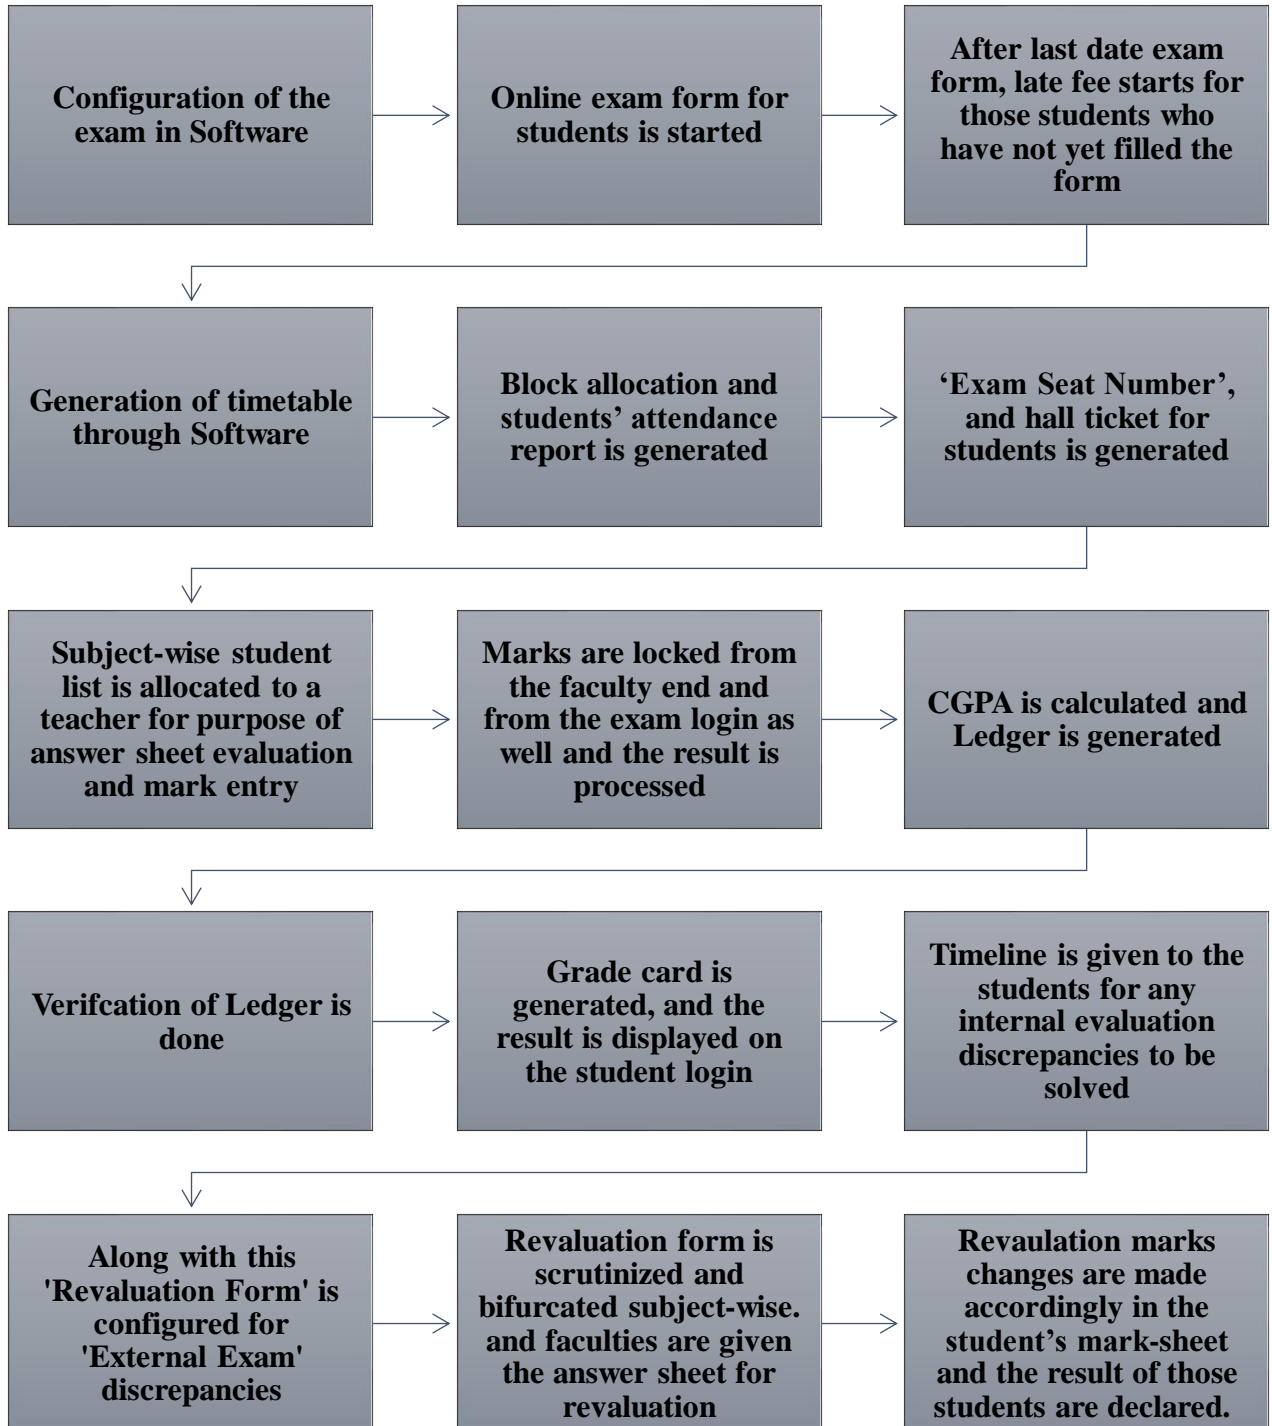 Configuration of the
exam in Software
Online exam form for
students is started
After last date exam
form, late fee starts for
those students who
have not yet filled the
form
Generation of timetable
through Software
Block allocation and
students’ attendance
report is generated
‘Exam Seat Number’,
and hall ticket for
students is generated
Subject-wise student
list is allocated to a
teacher for purpose of
answer sheet evaluation
and mark entry
Marks are locked from
the faculty end and
from the exam login as
well and the result is
processed
CGPA is calculated and
Ledger is generated
Verifcation of Ledger is
done
Grade card is
generated, and the
result is displayed on
the student login
Timeline is given to the
students for any
internal evaluation
discrepancies to be
solved
Along with this
'Revaluation Form' is
configured for
'External Exam'
discrepancies
Revaluation form is
scrutinized and
bifurcated subject-wise.
and faculties are given
the answer sheet for
revaluation
Revaulation marks
changes are made
accordingly in the
student’s mark-sheet
and the result of those
students are declared.